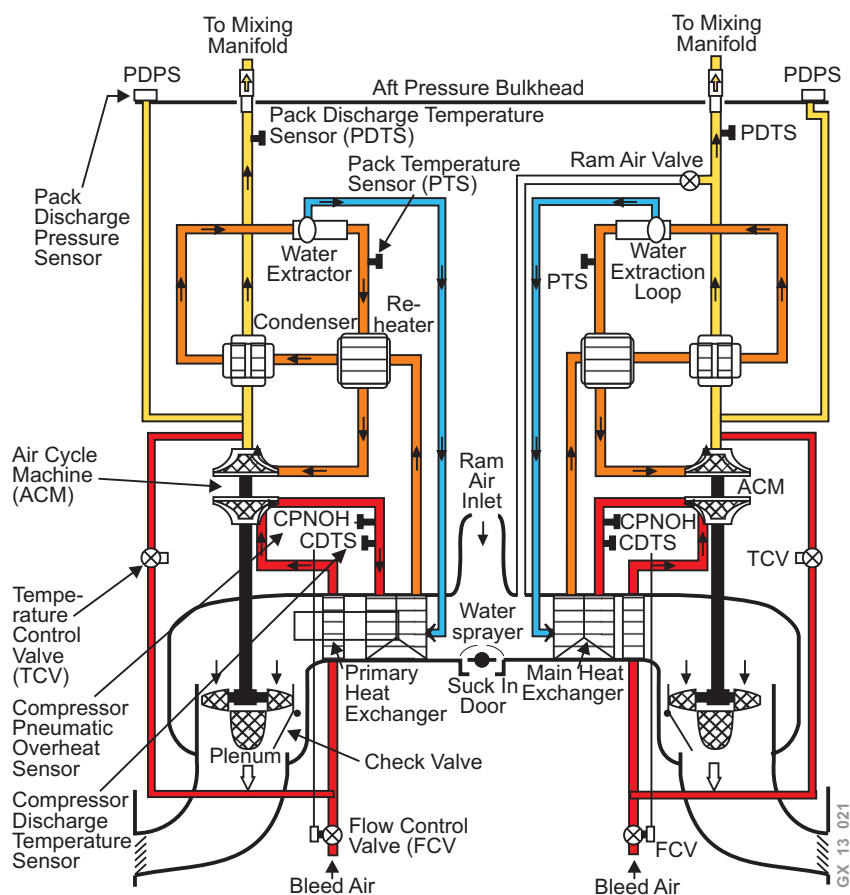 To Mixing
Manifold
To Mixing
Manifold
PDPS
Aft Pressure Bulkhead
PDPS
Pack Discharge Temperature
Sensor (PDTS)
PDTS
Ram Air Valve
Pack Temperature
Sensor (PTS)
Pack
Discharge
Pressure
Sensor
Water
Extractor
Water
Extraction
Loop
PTS
Condenser
Re-
heater
Air Cycle
Machine
(ACM)
Ram
Air
Inlet
ACM
CPNOH
CDTS
CPNOH
CDTS
TCV
Tempe-
rature
Control
Valve
(TCV)
Water
sprayer
Primary
Heat
Exchanger
Suck In
Door
Main Heat
Exchanger
Compressor
Pneumatic
Overheat
Sensor
Plenum
Check Valve
Compressor
Discharge
Temperature
Sensor
Flow Control
Valve (FCV
FCV
Bleed Air
Bleed Air
GX 13 021